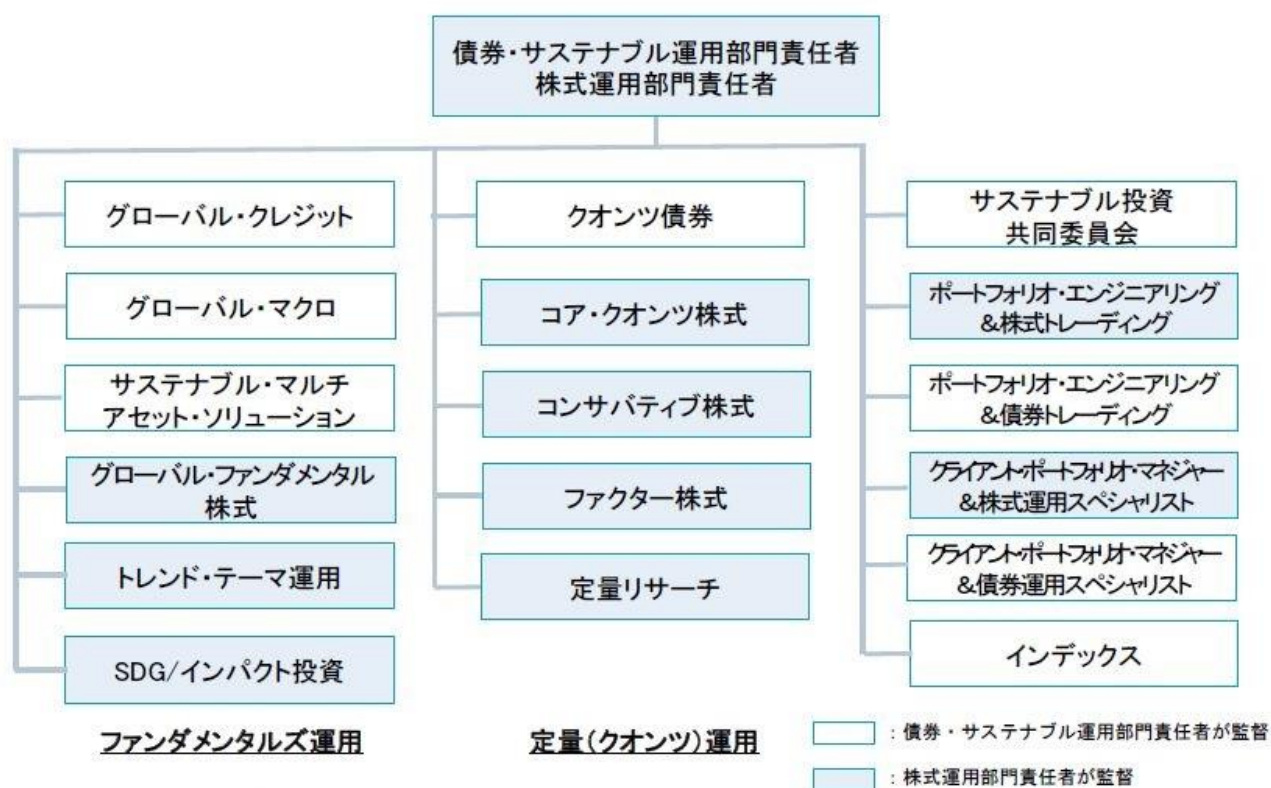 債券・サステナブル運用部門責任者
株式運用部門責任者
グローバル・クレジット
グローバル・マクロ
サステナブル・マルチ
アセット・ソリューション
グローバル・ファンダメンタル
株式
トレンド・テーマ運用
SDG/インパクト投資
ファンダメンタルズ運用
クオンツ債券
コア・クオンツ株式
コンサバティブ株式
ファクター株式
定量リサーチ
定量(クオンツ)運用
サステナブル投資
共同委員会
ポートフォリオ・エンジニアリング
&株式トレーディング
ポートフォリオ・エンジニアリング
&債券トレーディング
クライアント・ポートフォリオ・マネジャー
&株式運用スペシャリスト
クライアント・ポートフォリオ・マネジャー
&債券運用スペシャリスト
インデックス
:債券・サステナブル運用部門責任者が監督
:株式運用部門責任者が監督